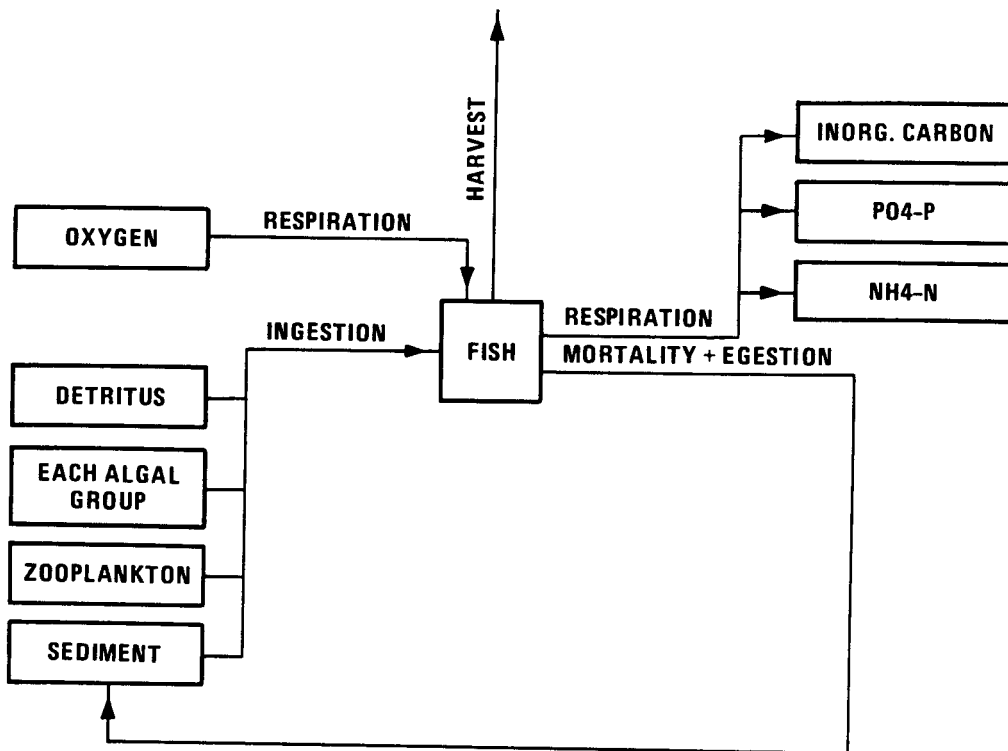 HARVEST
INORG. CARBON
PO4-P
NH4-N
OXYGEN
RESPIRATION
INGESTION
FISH
RESPIRATION
MORTALITY + EGESTION
DETRITUS
EACH ALGAL
GROUP
ZOOPLANKTON
SEDIMENT